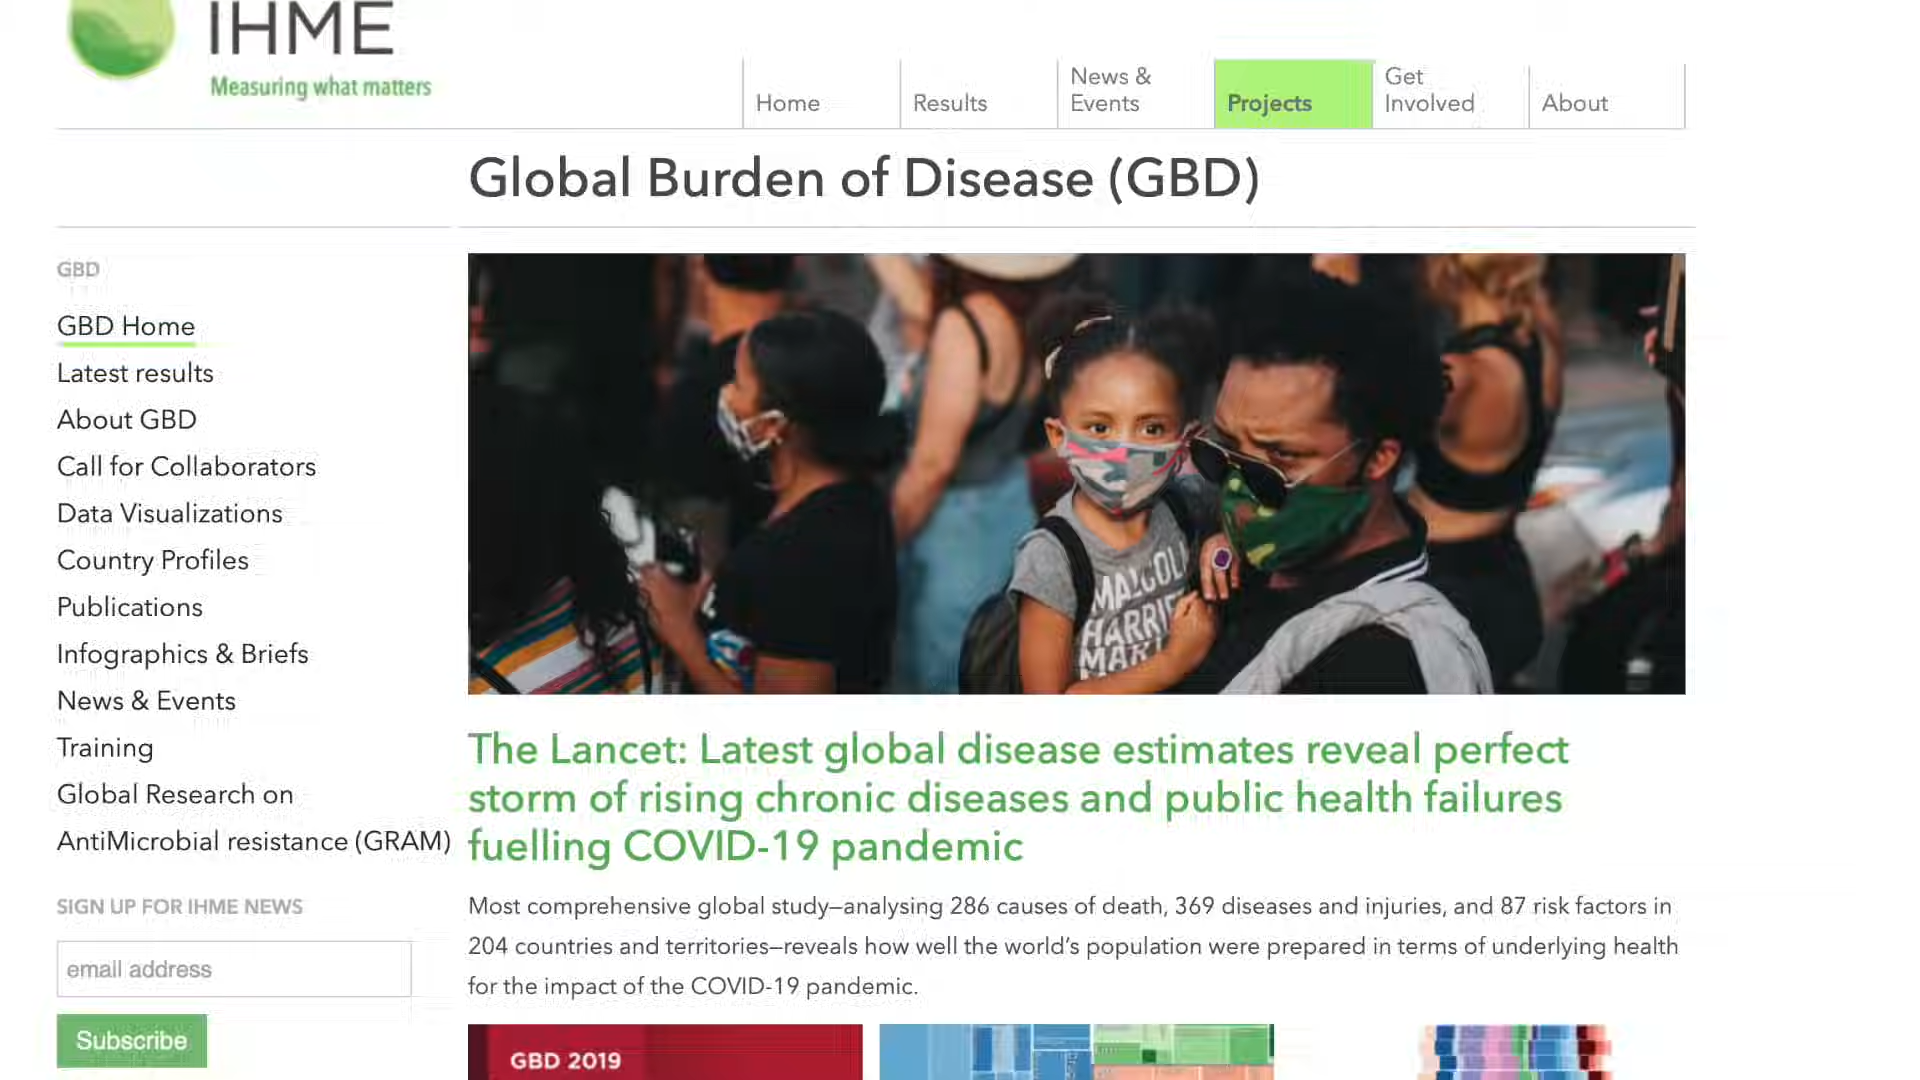 IHME
Measuring what matters
Home
Results
News &
Events
Projects
Get
Involved
About
Global Burden of Disease (GBD)
GBD
GBD Home
Latest results
About GBD
Call for Collaborators
Data Visualizations
Country Profiles
Publications
Infographics & Briefs
News & Events
Training
Global Research on
AntiMicrobial resistance (GRAM)
SIGN UP FOR IHME NEWS
email address
Subscribe
MALCOL
HARRIE
MART
The Lancet: Latest global disease estimates reveal perfect
storm of rising chronic diseases and public health failures
fuelling COVID-19 pandemic
Most comprehensive global study—analysing 286 causes of death, 369 diseases and injuries, and 87 risk factors in
204 countries and territories—reveals how well the world's population were prepared in terms of underlying health
for the impact of the COVID-19 pandemic.
GBD 2019